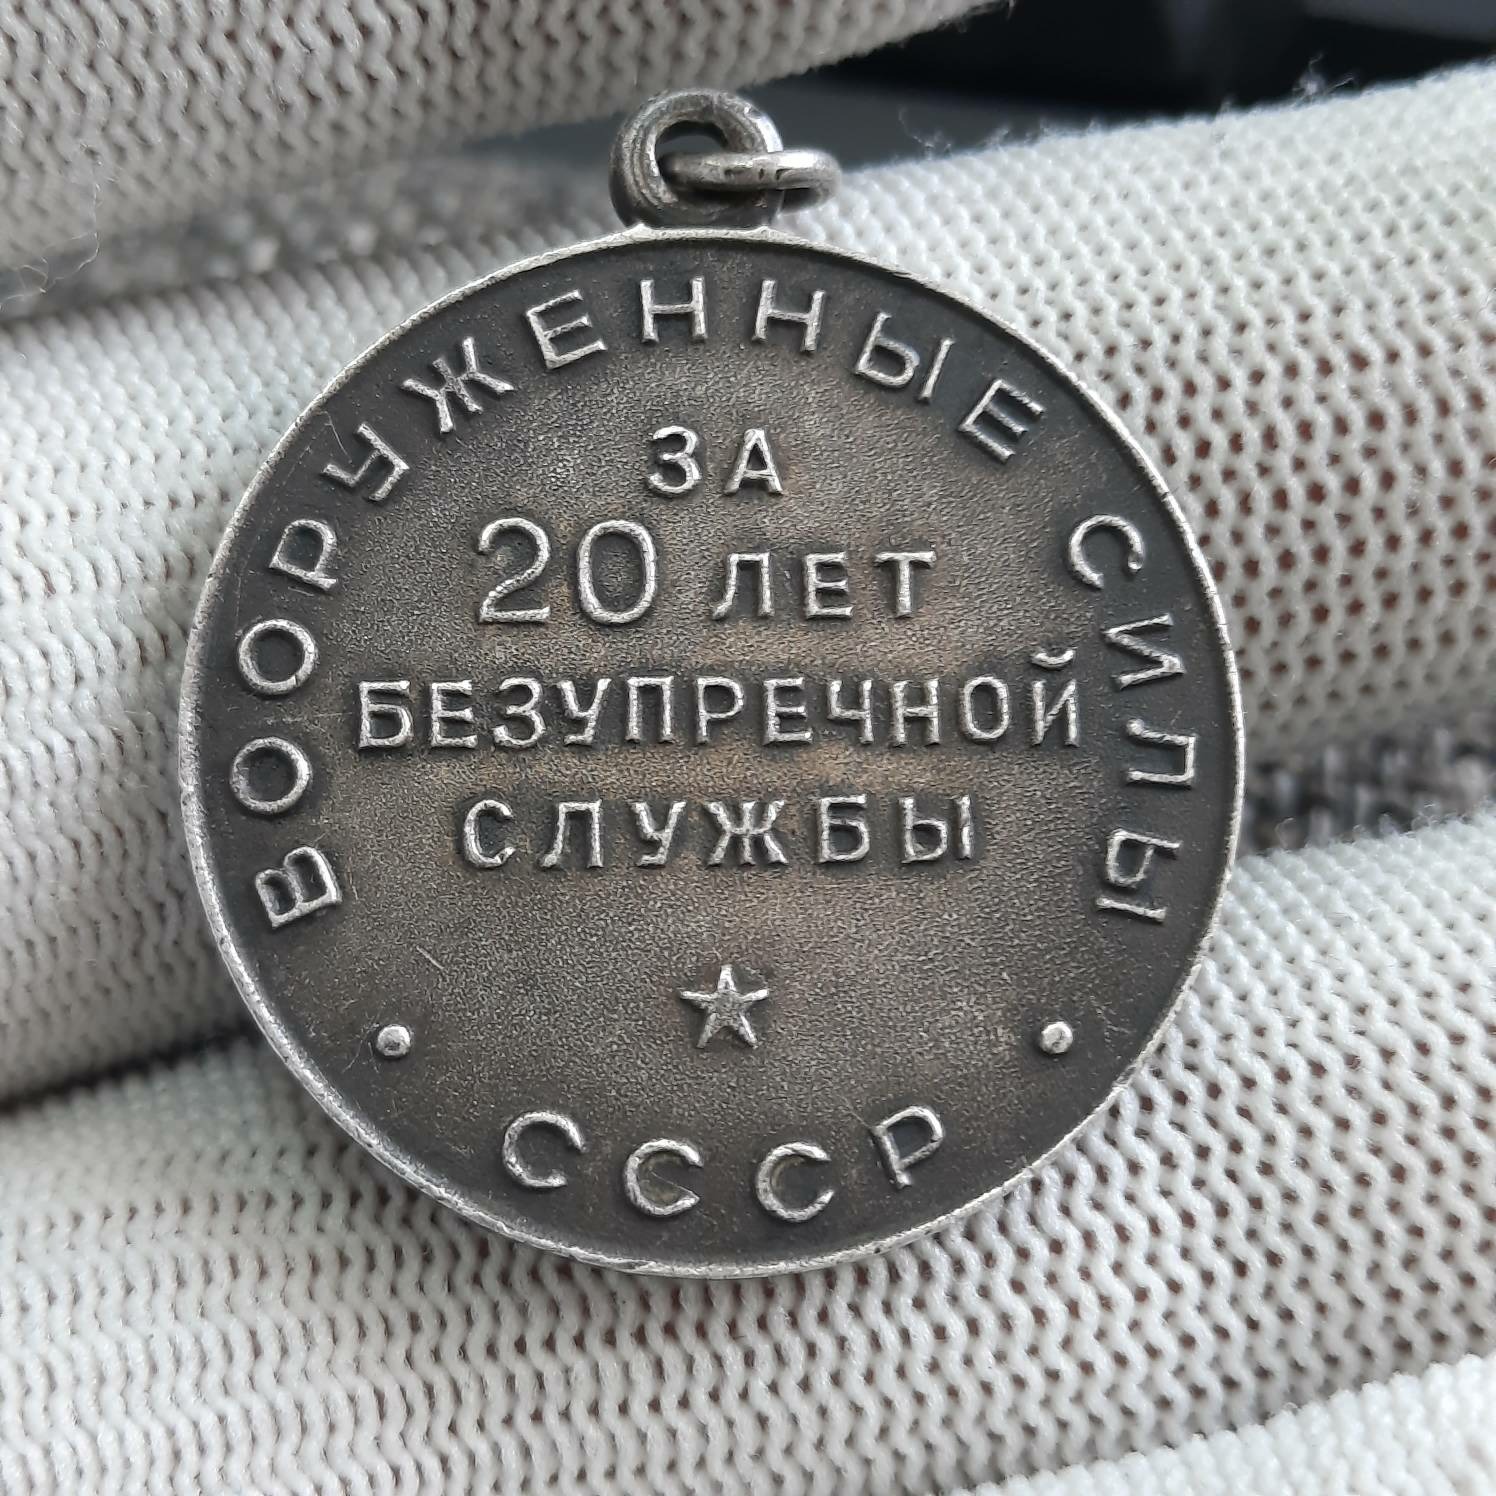 ВООРУЖЕННЫЕ СИЛЫ
ЗА
20 ЛЕТ
БЕЗУПРЕЧНОЙ
СЛУЖБЫ
СССР